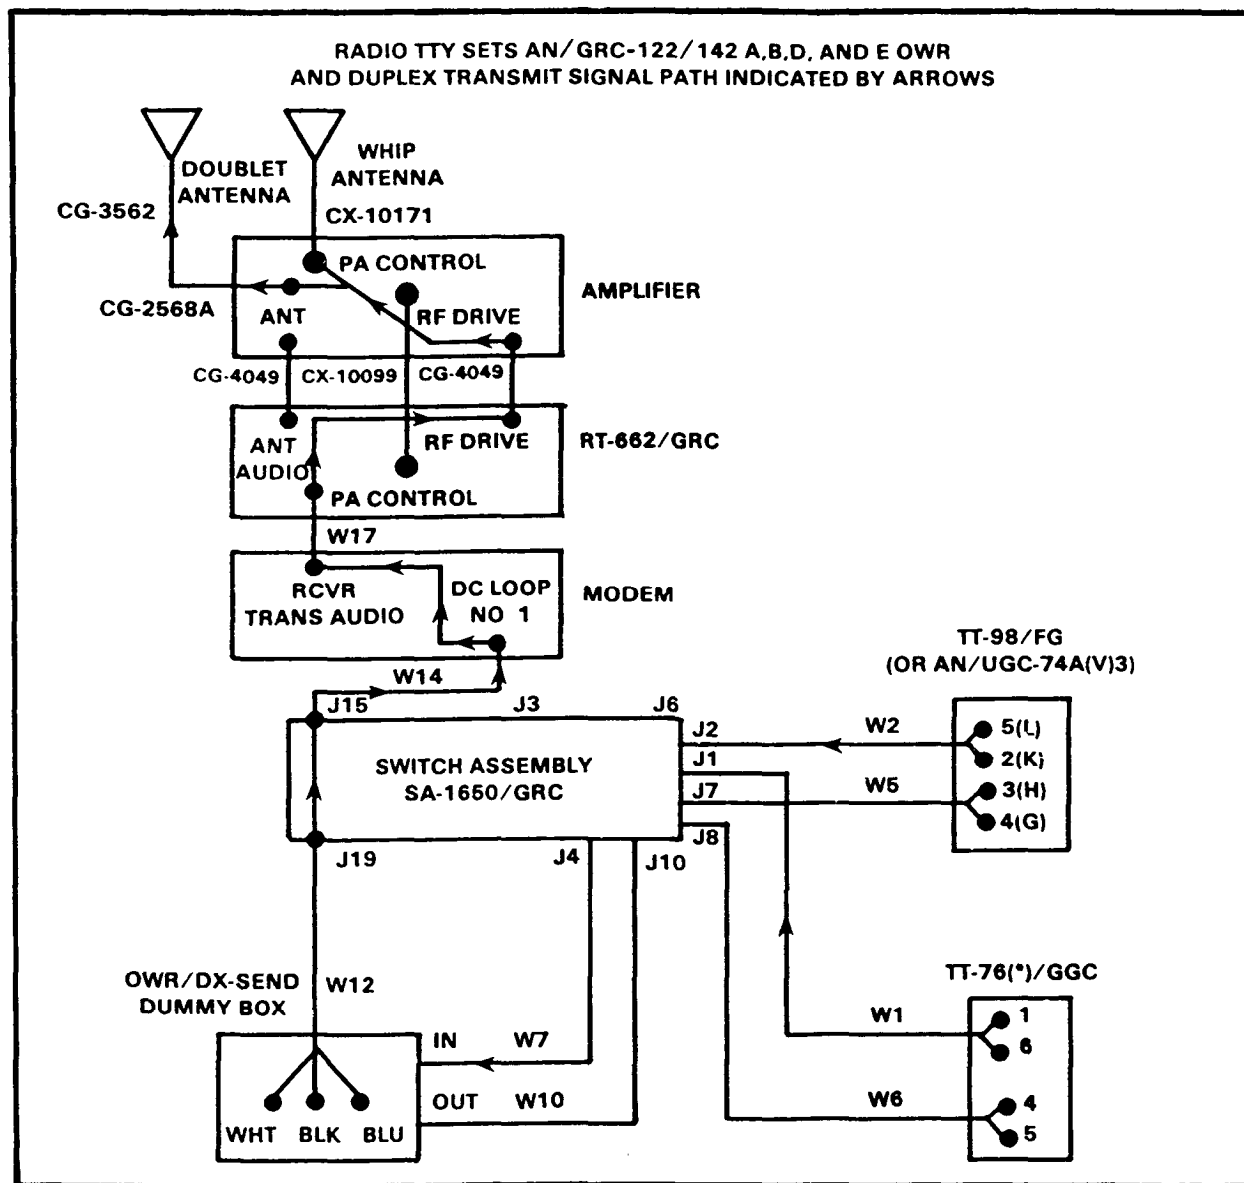 RADIO TTY SETS AN/GRC-122/142 A,B,D, AND E OWR
AND DUPLEX TRANSMIT SIGNAL PATH INDICATED BY ARROWS
DOUBLET
ANTENNA
WHIP
ANTENNA
CG-3562
CX-10171
PA CONTROL
CG-2568A
ANT
RF DRIVE
AMPLIFIER
CG-4049
CX-10099
CG-4049
ANT
AUDIO
RF DRIVE
RT-662/GRC
PA CONTROL
W17
RCVR
TRANS AUDIO
DC LOOP
NO 1
MODEM
W14
J15
J3
J6
TT-98/FG
(OR AN/UGC-74A(V)3)
J2
W2
5(L)
2(K)
SWITCH ASSEMBLY
SA-1650/GRC
J1
J7
W5
3(H)
4(G)
J8
J19
J4
J10
OWR/DX-SEND
DUMMY BOX
W12
TT-76(*)/GGC
IN
W7
W1
1
6
OUT
W10
W6
4
5
WHT
BLK
BLU